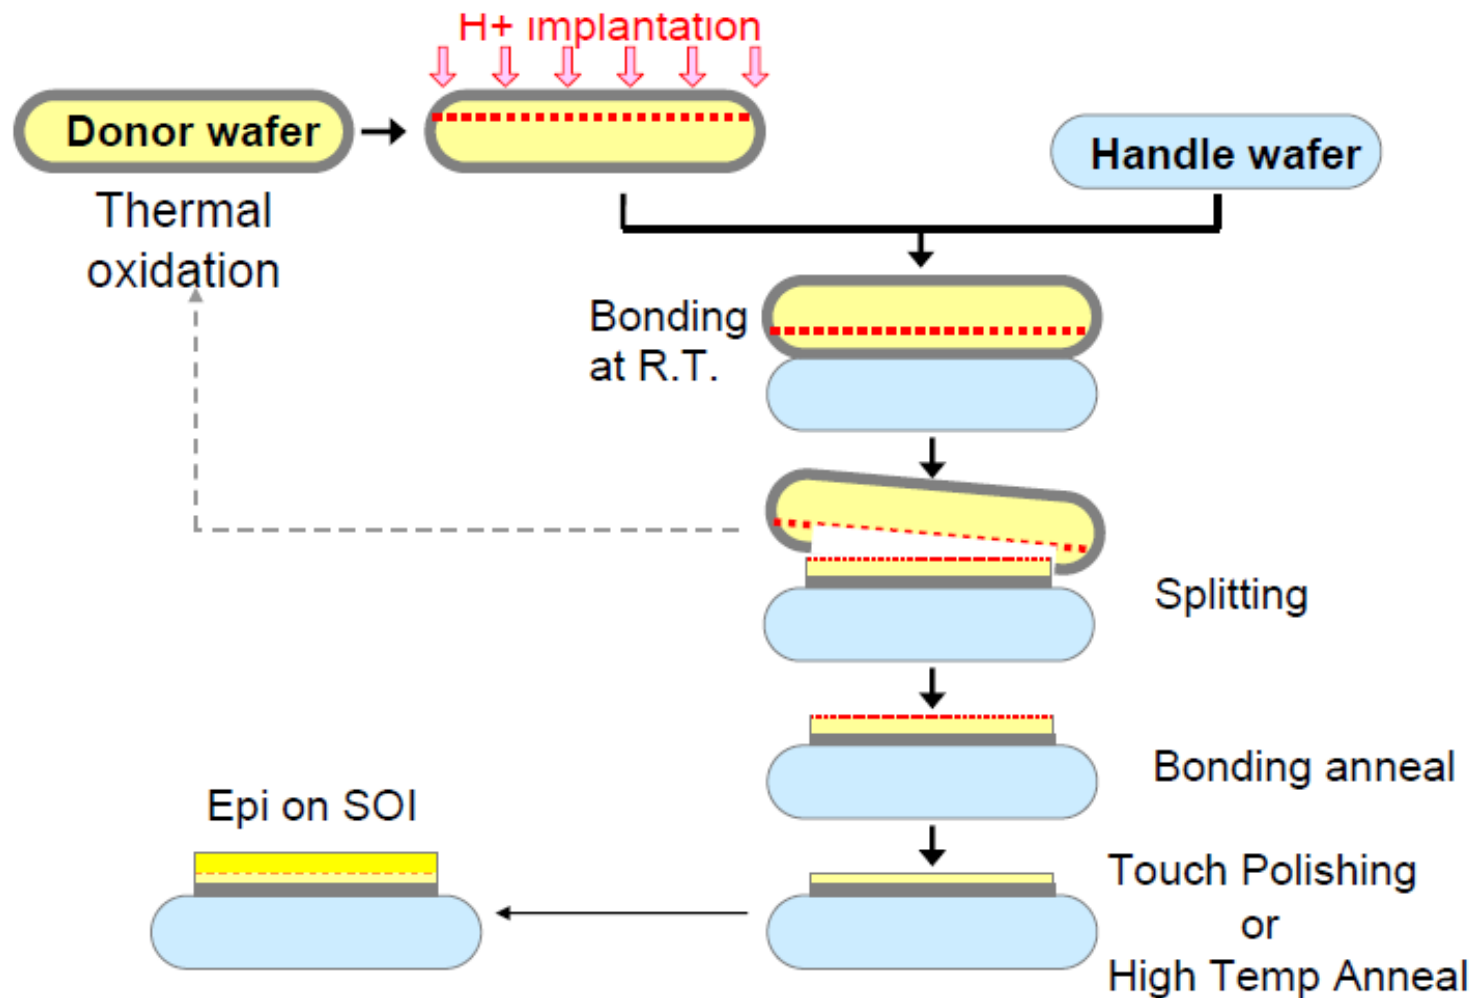 H+ implantation
Donor wafer
Handle wafer
Thermal
oxidation
Bonding
at R.T.
Splitting
Bonding anneal
Epi on SOI
Touch Polishing
or
High Temp Anneal